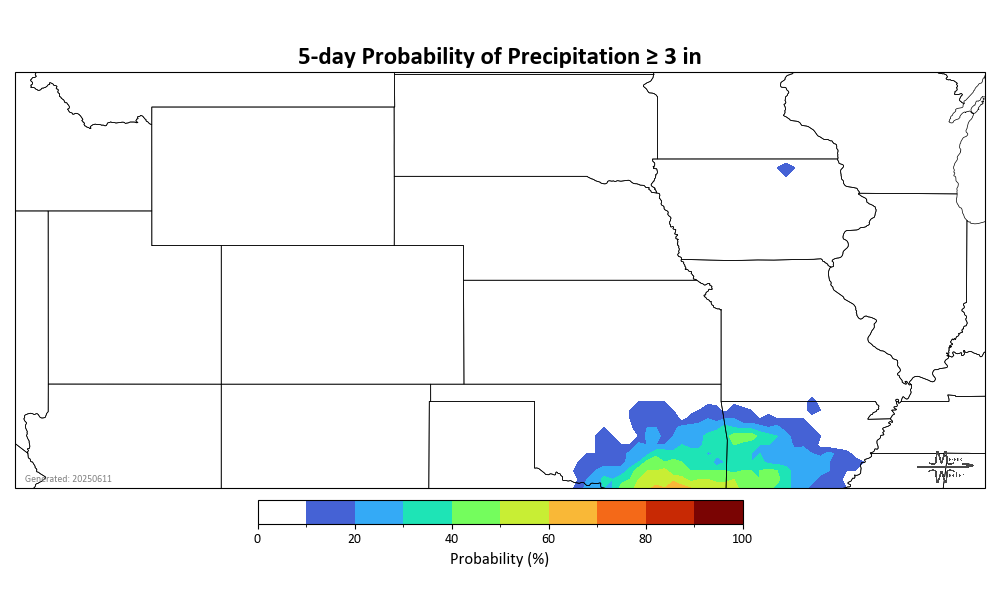 5-day Probability of Precipitation ≥ 3 in
Generated: 20250611
0 20 40 60 80 100
Probability (%)